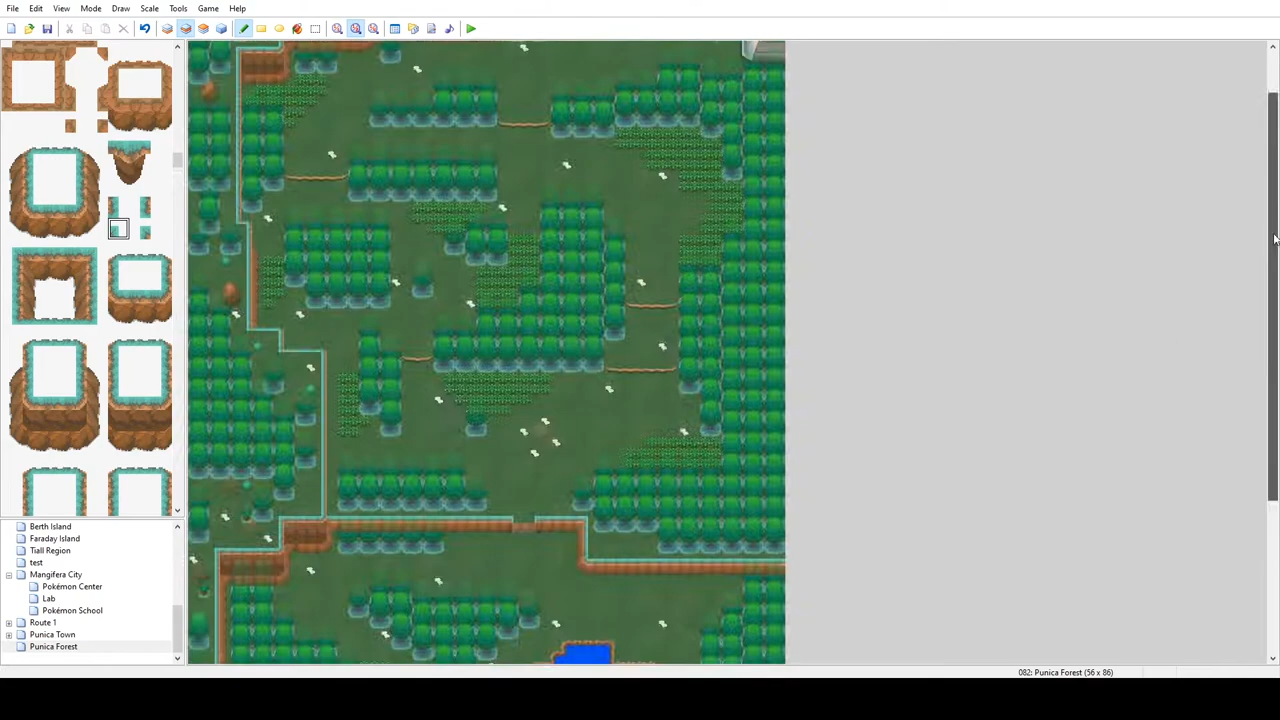 File Edit View Mode Draw Scale Tools Game Help
Berth Island
Faraday Island
Tiall Region
test
Mangifera City
Pokémon Center
Lab
Pokémon School
Route 1
Punica Town
Punica Forest
082: Punica Forest (56 x 86)